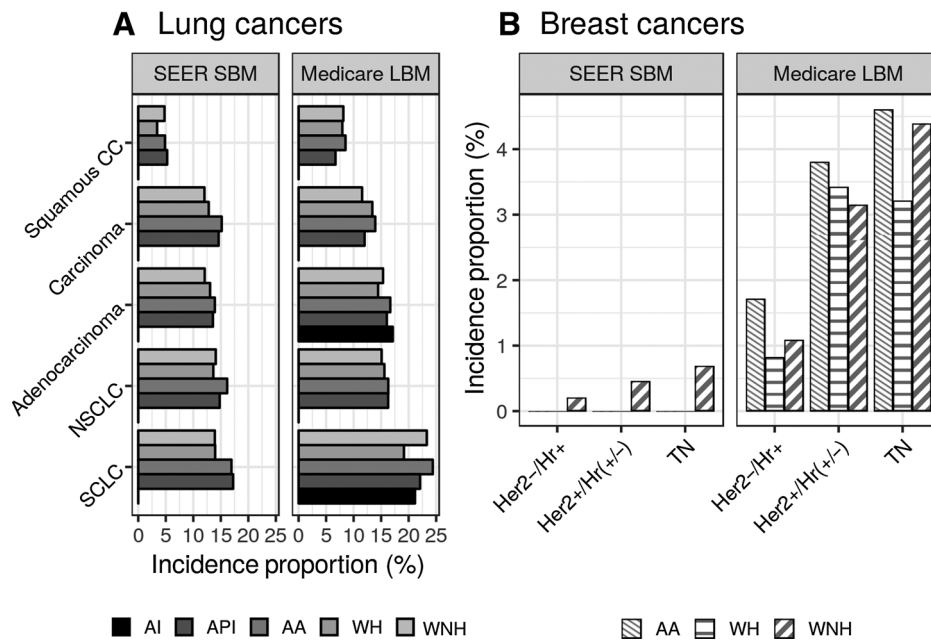 A Lung cancers
SEER SBM
Medicare LBM
Squamous CC
Carcinoma
Adenocarcinoma
NSCLC
SCLC
0 5 10 15 20 25
0 5 10 15 20 25
Incidence proportion (%)
AI API AA WH WNH
B Breast cancers
SEER SBM
Medicare LBM
Incidence proportion (%)
4
3
2
1
0
Her2−/Hr+
Her2+/Hr(+/−)
TN
Her2−/Hr+
Her2+/Hr(+/−)
TN
AA WH WNH